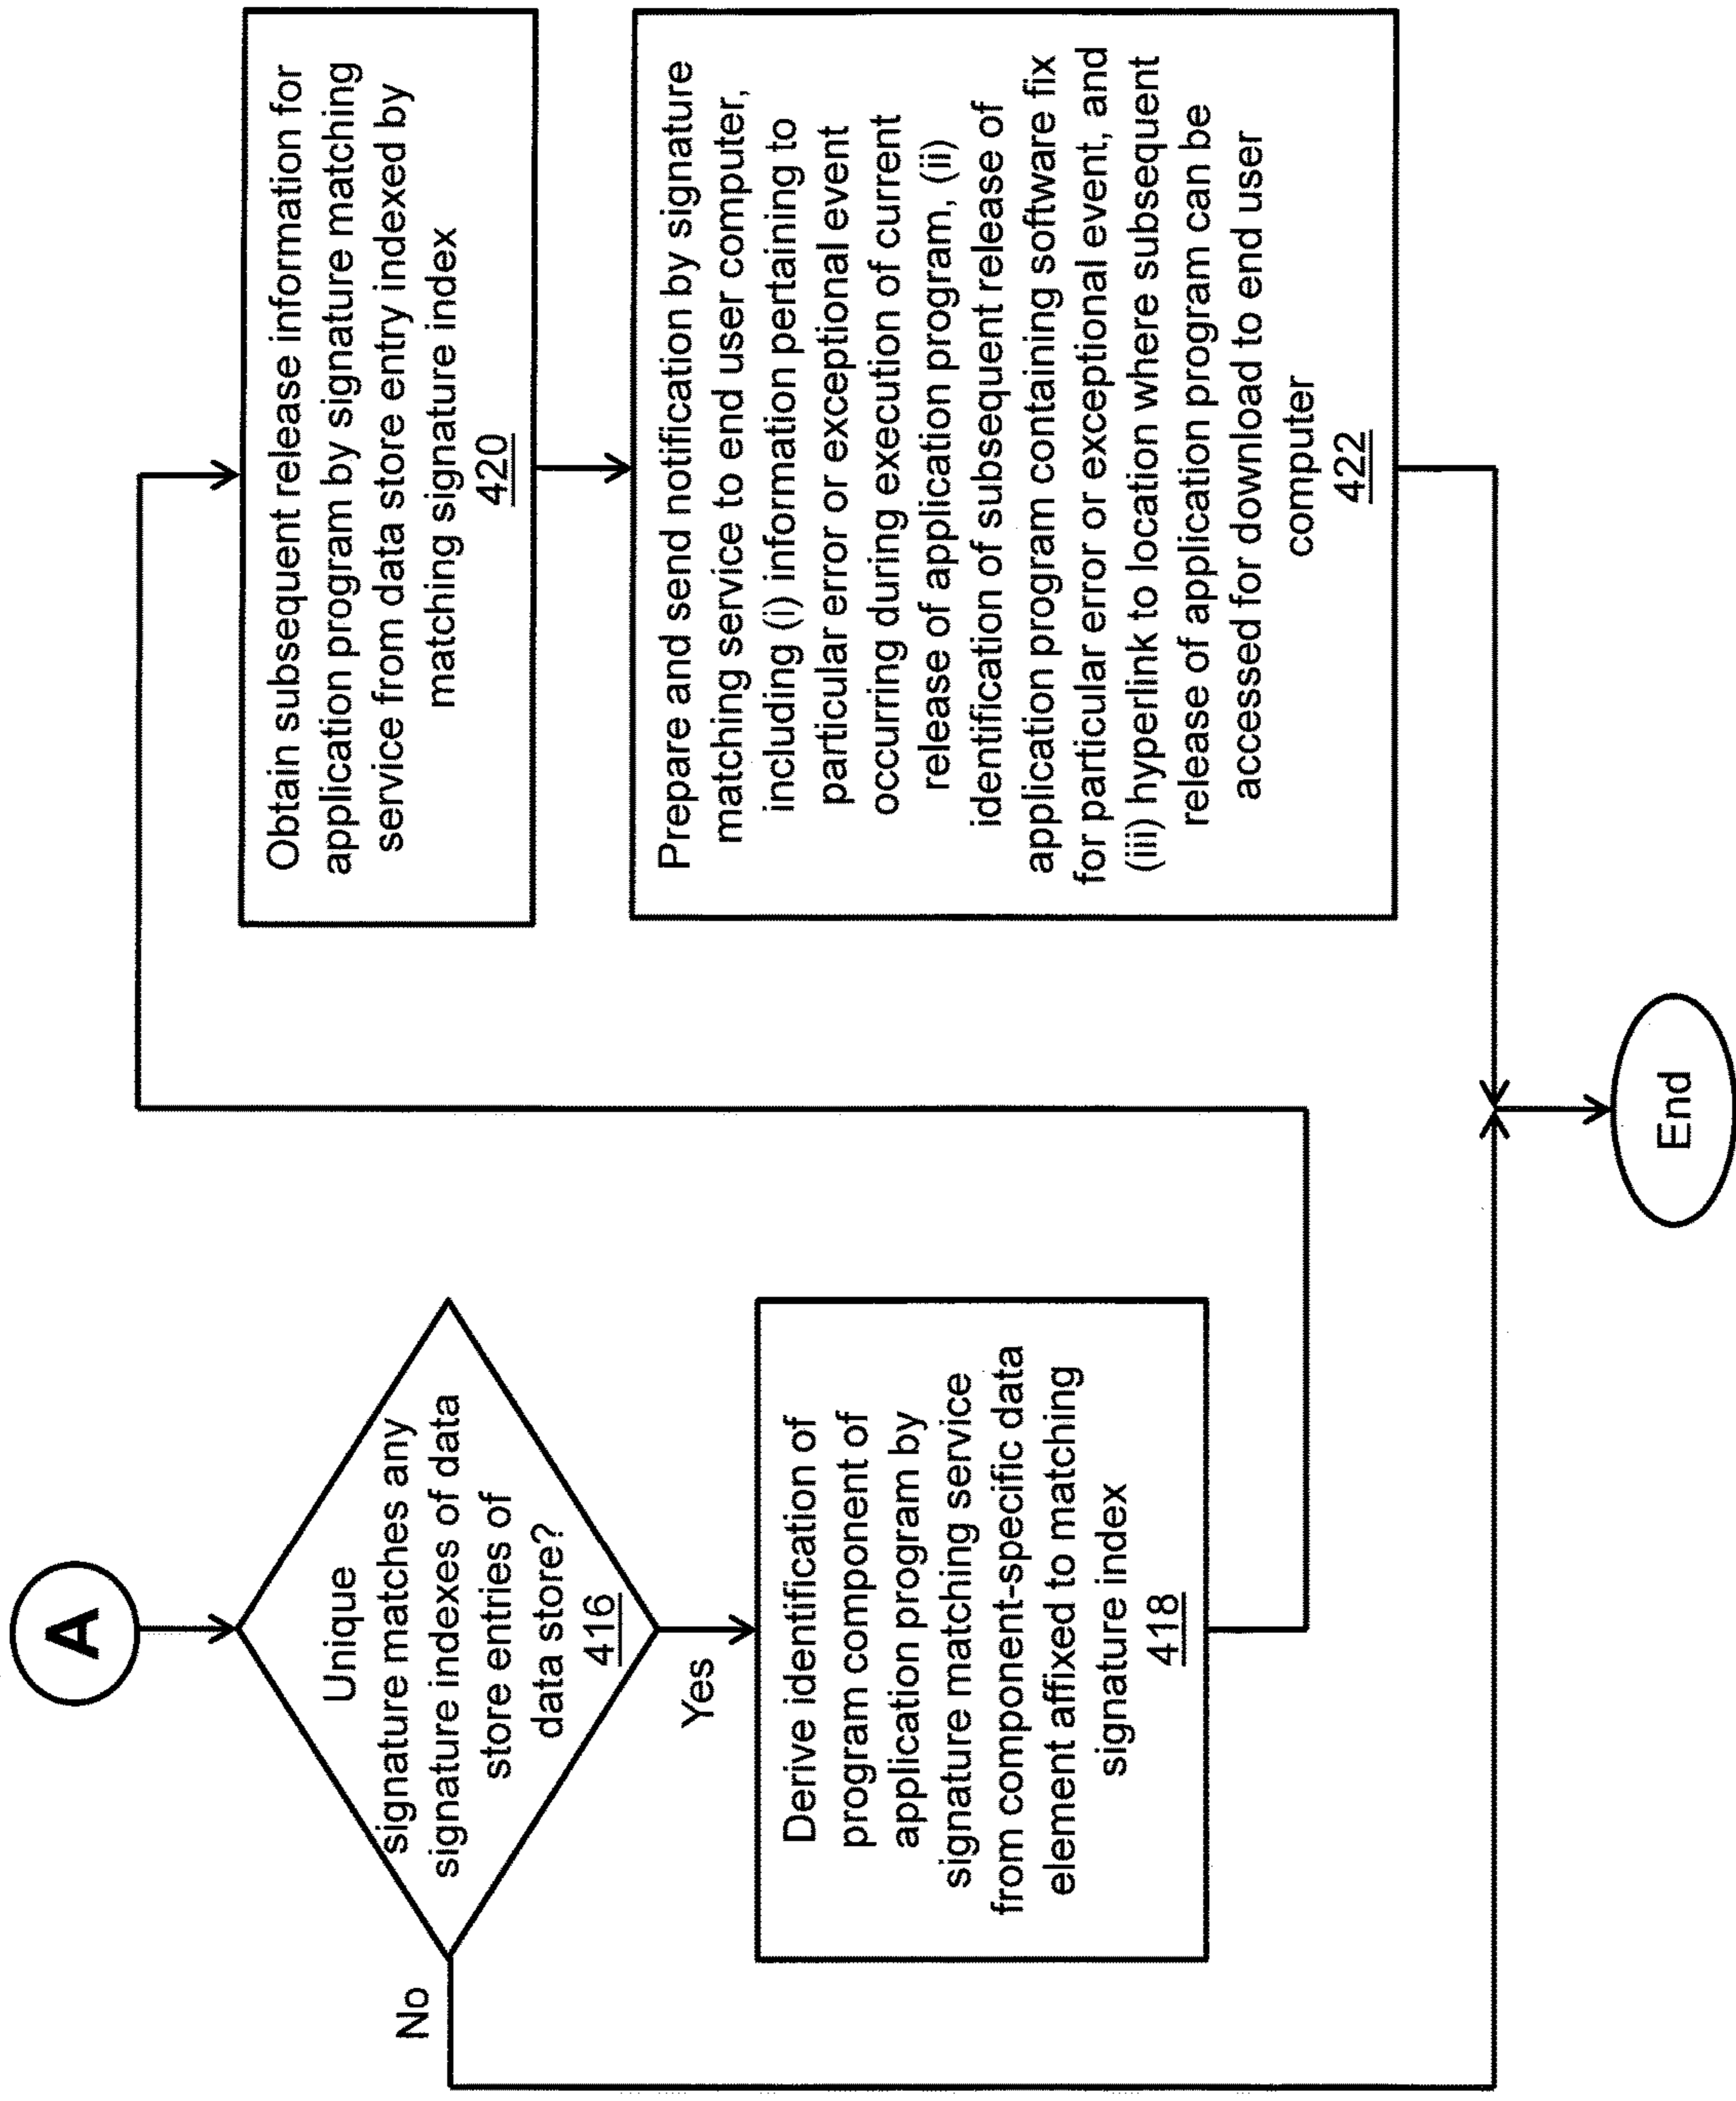 A
Unique
signature matches any
signature indexes of data
store entries of
data store?
416
No
Yes
Derive identification of
program component of
application program by
signature matching service
from component-specific data
element affixed to matching
signature index
418
Obtain subsequent release information for
application program by signature matching
service from data store entry indexed by
matching signature index
420
Prepare and send notification by signature
matching service to end user computer,
including (i) information pertaining to
particular error or exceptional event
occurring during execution of current
release of application program, (ii)
identification of subsequent release of
application program containing software fix
for particular error or exceptional event, and
(iii) hyperlink to location where subsequent
release of application program can be
accessed for download to end user
computer
422
End